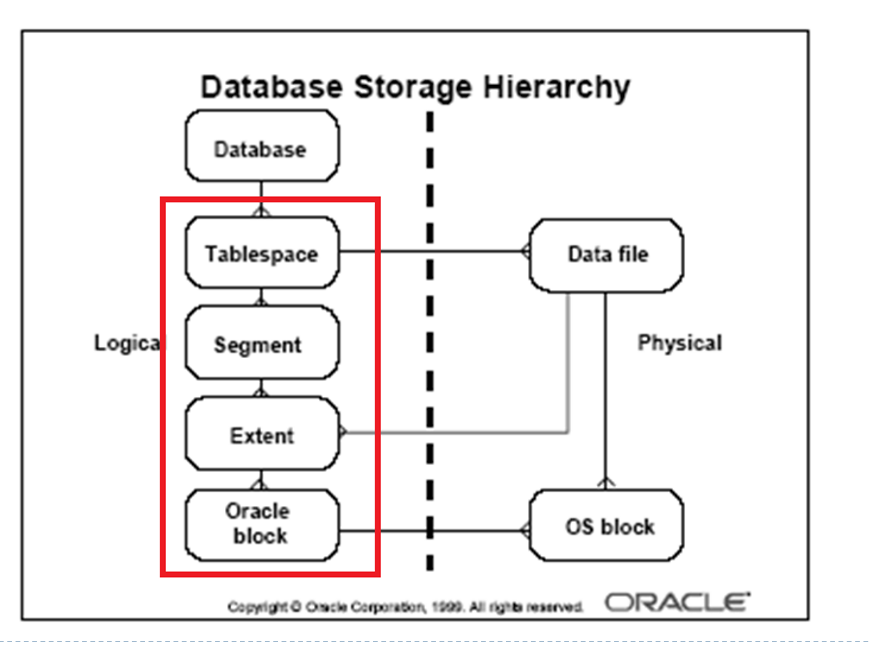 Database Storage Hierarchy
Database
Tablespace
Data file
Logica
Segment
Physical
Extent
Oracle
block
OS block
Copyright © Oracle Corporation, 1999. All rights reserved.
ORACLE